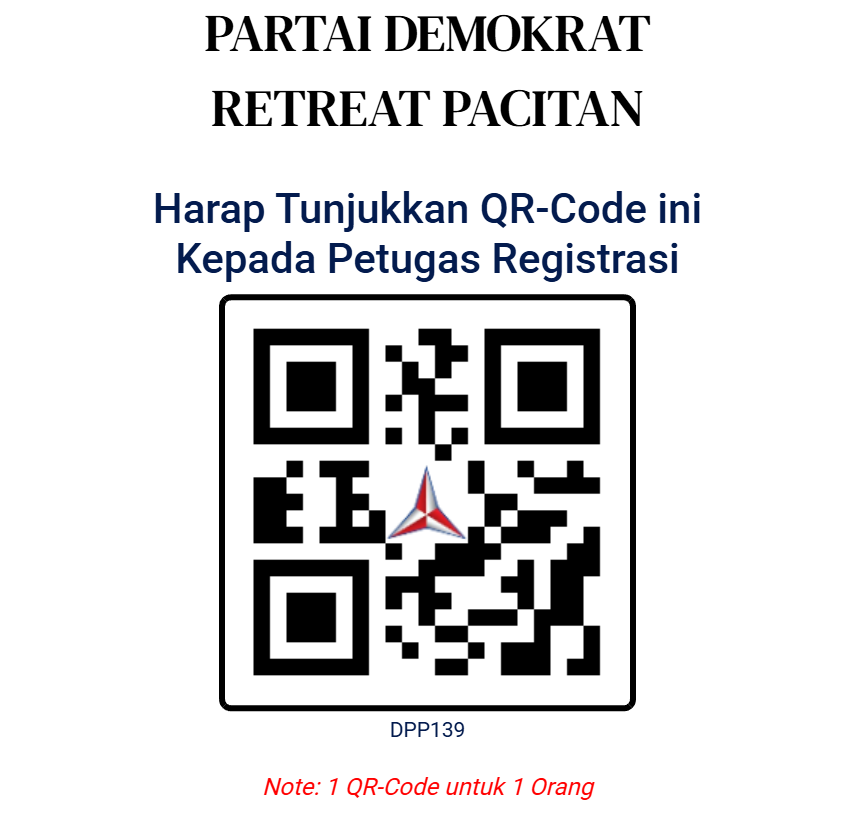 PARTAI DEMOKRAT
RETREAT PACITAN
Harap Tunjukkan QR-Code ini
Kepada Petugas Registrasi
DPP139
Note: 1 QR-Code untuk 1 Orang